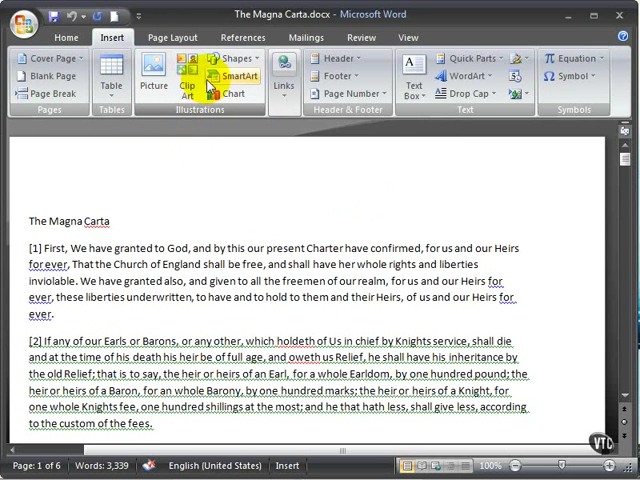 The Magna Carta.docx - Microsoft Word
Home Insert Page Layout References Mailings Review View
Cover Page
Blank Page
Page Break
Pages
Table
Tables
Picture
Clip
Art
Shapes
SmartArt
Chart
Illustrations
Links
Header
Footer
Page Number
Header & Footer
Text
Box
Quick Parts
WordArt
Drop Cap
Text
Equation
Symbol
Symbols
The Magna Carta
[1] First, We have granted to God, and by this our present Charter have confirmed, for us and our Heirs
for ever, That the Church of England shall be free, and shall have her whole rights and liberties
inviolable. We have granted also, and given to all the freemen of our realm, for us and our Heirs for
ever, these liberties underwritten, to have and to hold to them and their Heirs, of us and our Heirs for
ever.
[2] If any of our Earls or Barons, or any other, which holdeth of Us in chief by Knights service, shall die
and at the time of his death his heir be of full age, and oweth us Relief, he shall have his inheritance by
the old Relief; that is to say, the heir or heirs of an Earl, for a whole Earldom, by one hundred pound; the
heir or heirs of a Baron, for an whole Barony, by one hundred marks; the heir or heirs of a Knight, for
one whole Knights fee, one hundred shillings at the most; and he that hath less, shall give less, according
to the custom of the fees.
VTC
Page: 1 of 6 Words: 3,339 English (United States) Insert 100%